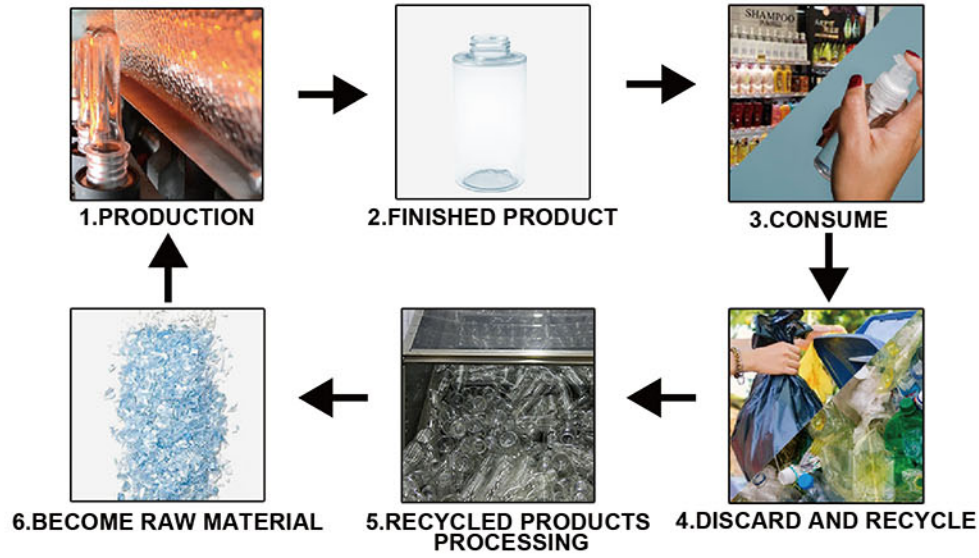 SHAMPOO
1.PRODUCTION
2.FINISHED PRODUCT
3.CONSUME
6.BECOME RAW MATERIAL
5.RECYCLED PRODUCTS
PROCESSING
4.DISCARD AND RECYCLE